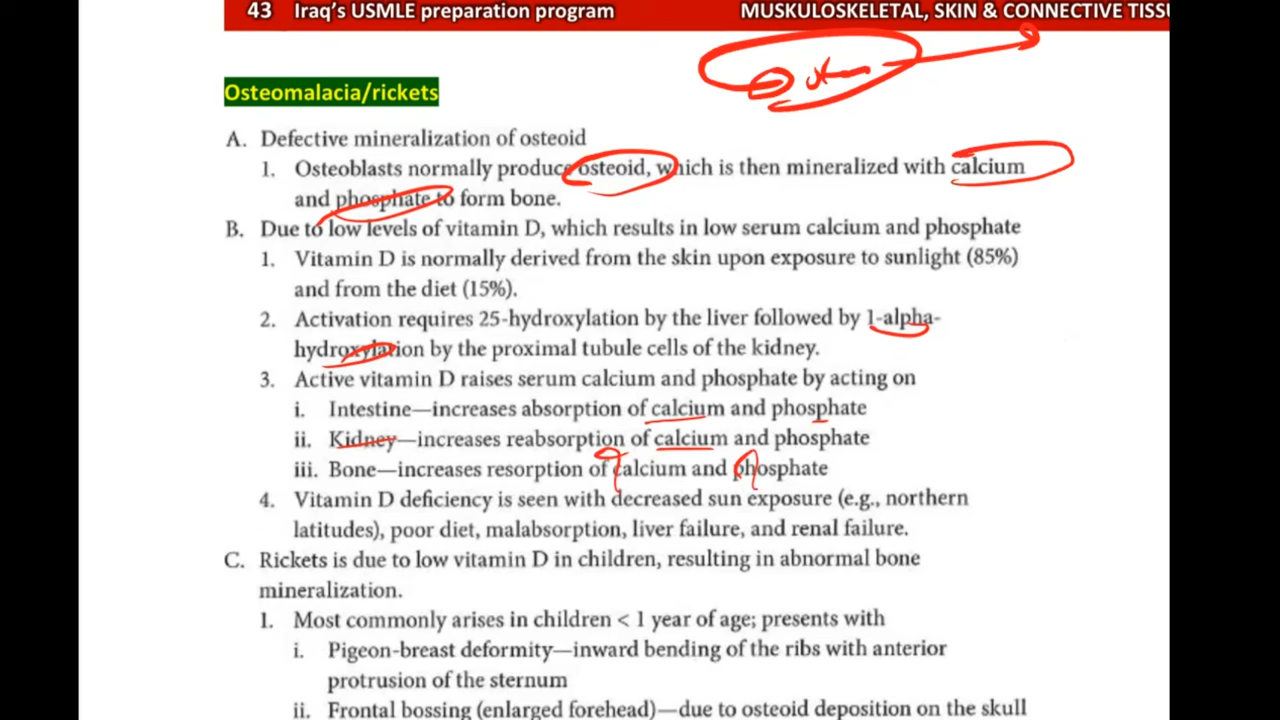 43 Iraq's USMLE preparation program MUSKULOSKELETAL, SKIN & CONNECTIVE TISSU
Osteomalacia/rickets
A. Defective mineralization of osteoid
1. Osteoblasts normally produce osteoid, which is then mineralized with calcium
and phosphate to form bone.
B. Due to low levels of vitamin D, which results in low serum calcium and phosphate
1. Vitamin D is normally derived from the skin upon exposure to sunlight (85%)
and from the diet (15%).
2. Activation requires 25-hydroxylation by the liver followed by 1-alpha-
hydroxylation by the proximal tubule cells of the kidney.
3. Active vitamin D raises serum calcium and phosphate by acting on
i. Intestine—increases absorption of calcium and phosphate
ii. Kidney—increases reabsorption of calcium and phosphate
iii. Bone—increases resorption of calcium and phosphate
4. Vitamin D deficiency is seen with decreased sun exposure (e.g., northern
latitudes), poor diet, malabsorption, liver failure, and renal failure.
C. Rickets is due to low vitamin D in children, resulting in abnormal bone
mineralization.
1. Most commonly arises in children < 1 year of age; presents with
i. Pigeon-breast deformity—inward bending of the ribs with anterior
protrusion of the sternum
ii. Frontal bossing (enlarged forehead)—due to osteoid deposition on the skull